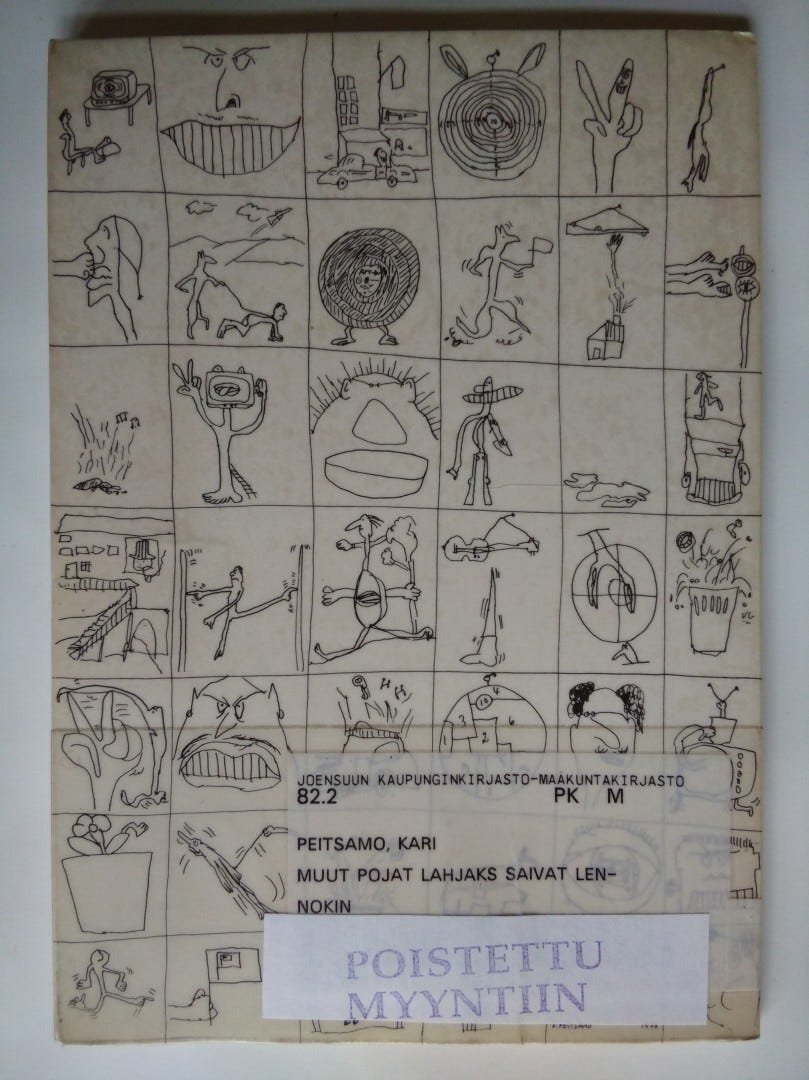 JOENSUUN KAUPUNGINKIRJASTO-MAAKUNTAKIRJASTO
82.2 PK M
PEITSAMO, KARI
MUUT POJAT LAHJAKS SAIVAT LEN-
NOKIN
POISTETTU
MYYNTIIN